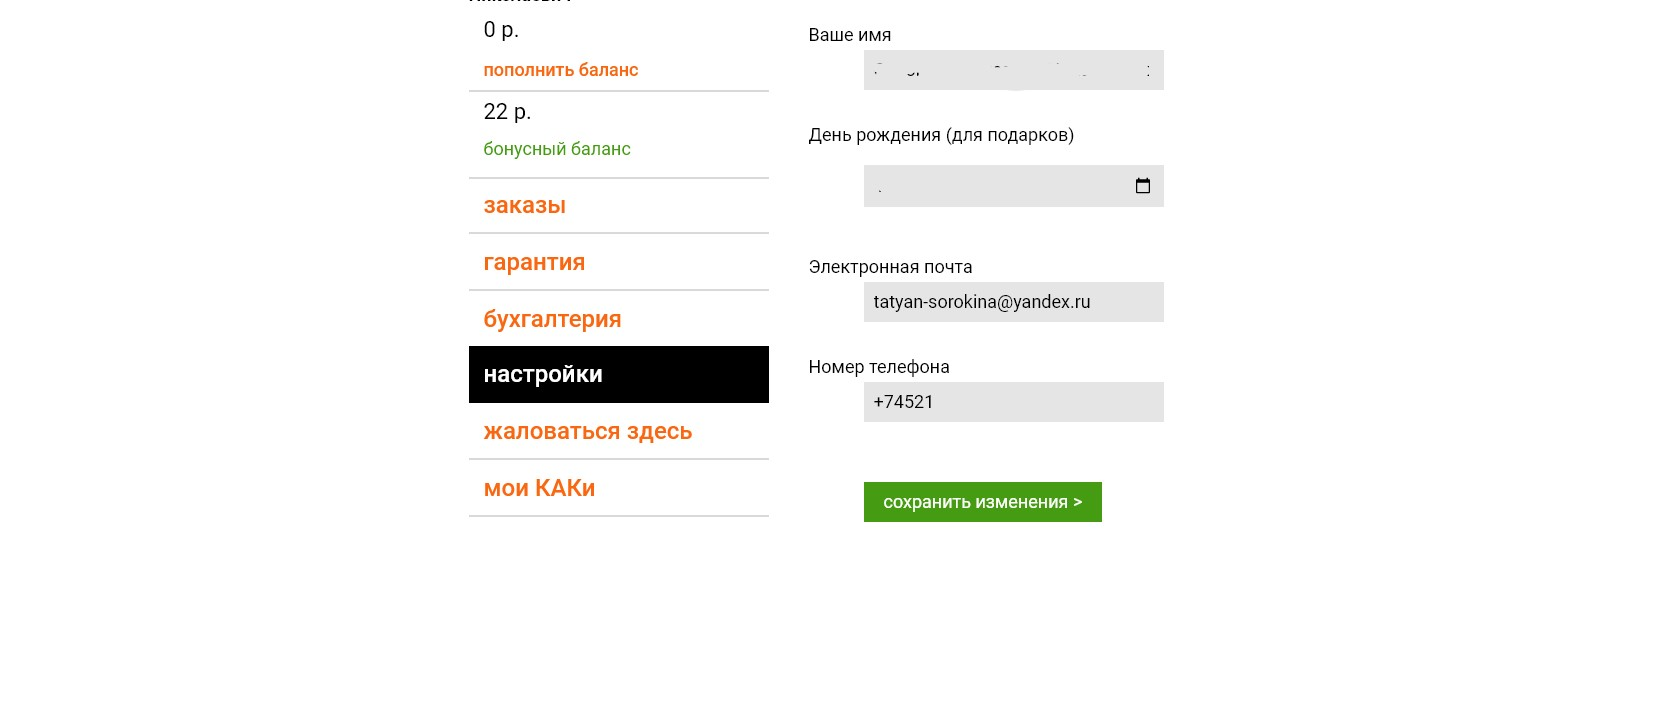 0 р.
пополнить баланс
22 р.
бонусный баланс
заказы
гарантия
бухгалтерия
настройки
жаловаться здесь
мои КАКи
Ваше имя
День рождения (для подарков)
Электронная почта
tatyan-sorokina@yandex.ru
Номер телефона
+74521
сохранить изменения >